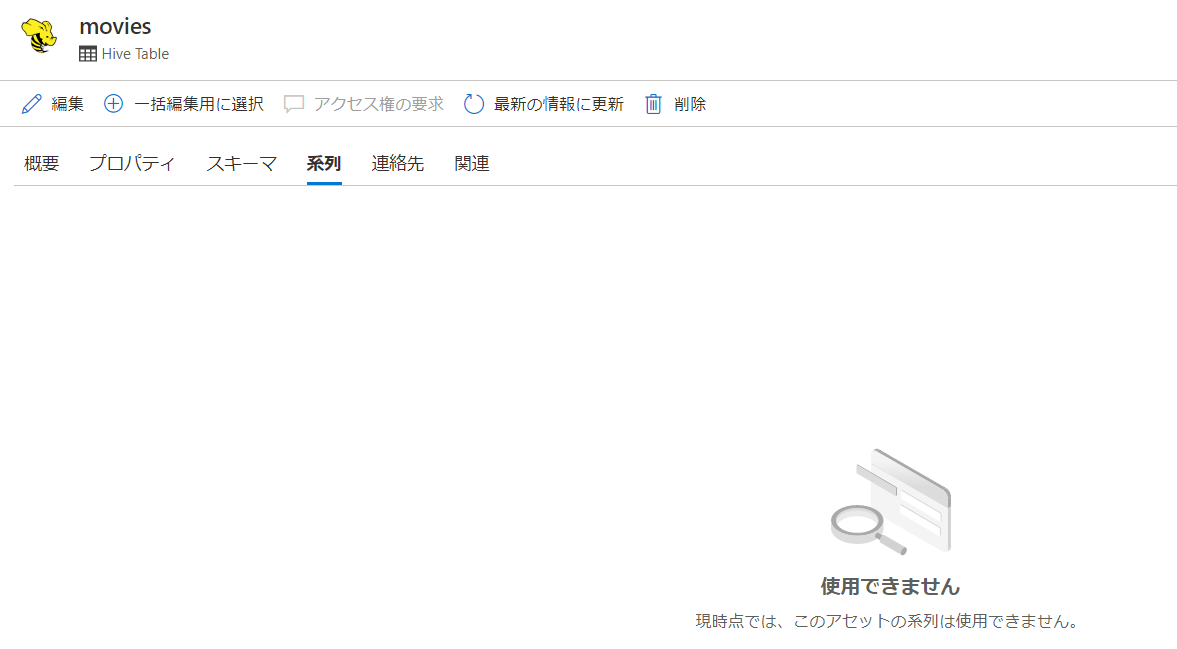 movies
Hive Table
編集 一括編集用に選択 アクセス権の要求 最新の情報に更新 削除
概要 プロパティ スキーマ 系列 連絡先 関連
使用できません
現時点では、このアセットの系列は使用できません。